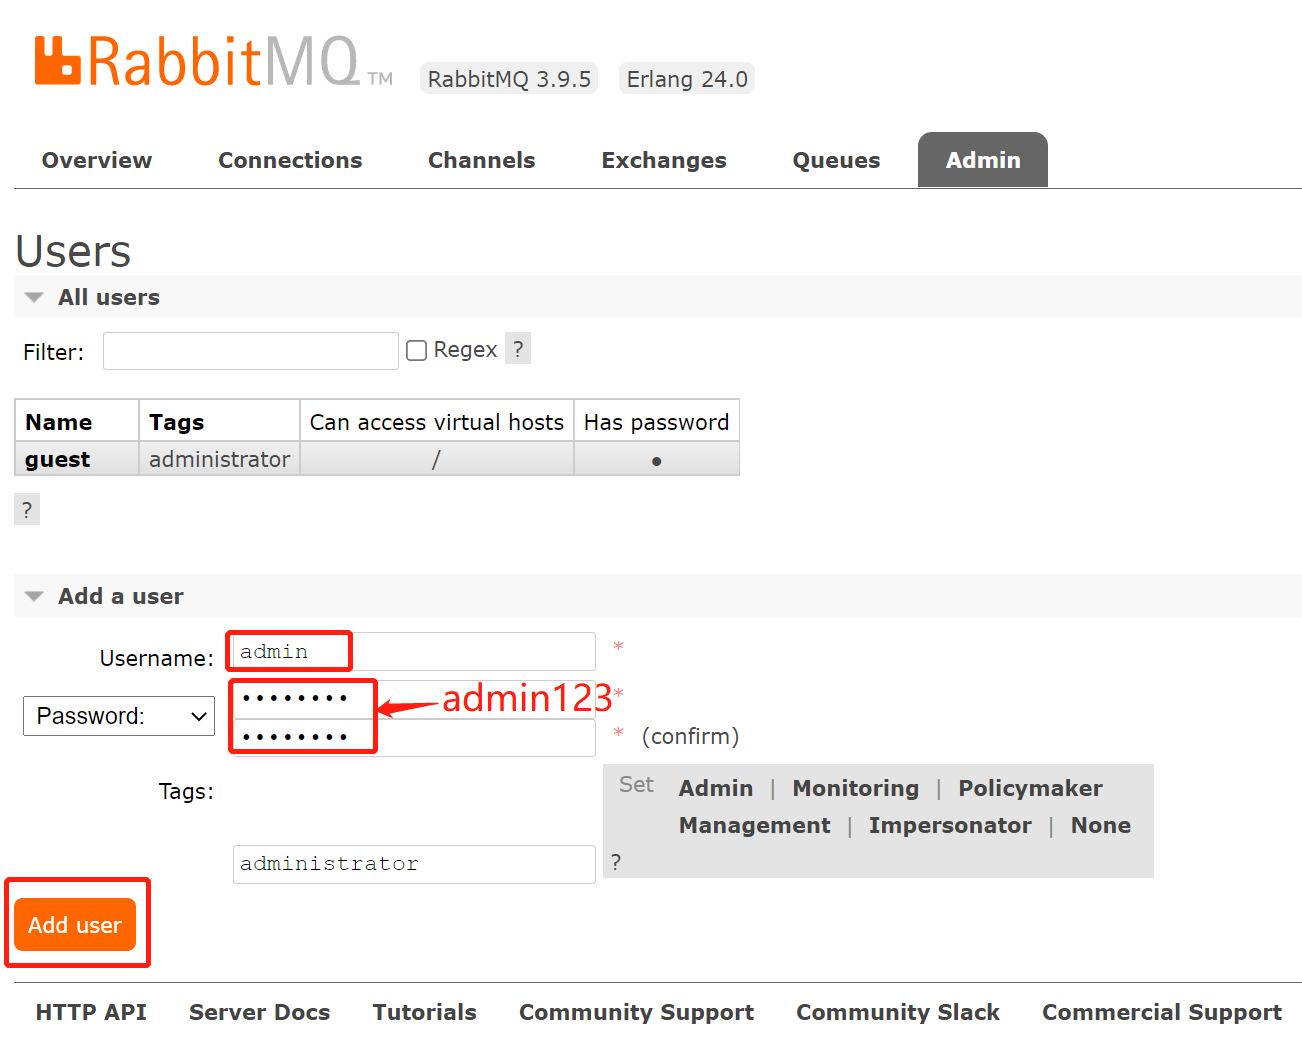 RabbitMQ TM RabbitMQ 3.9.5 Erlang 24.0
Overview Connections Channels Exchanges Queues Admin
Users
All users
Filter: Regex ?
Name Tags Can access virtual hosts Has password
guest administrator / ●
?
Add a user
Username: admin *
Password: •••••••• admin123 *
•••••••• * (confirm)
Tags: Set Admin | Monitoring | Policymaker
Management | Impersonator | None
administrator ?
Add user
HTTP API Server Docs Tutorials Community Support Community Slack Commercial Support